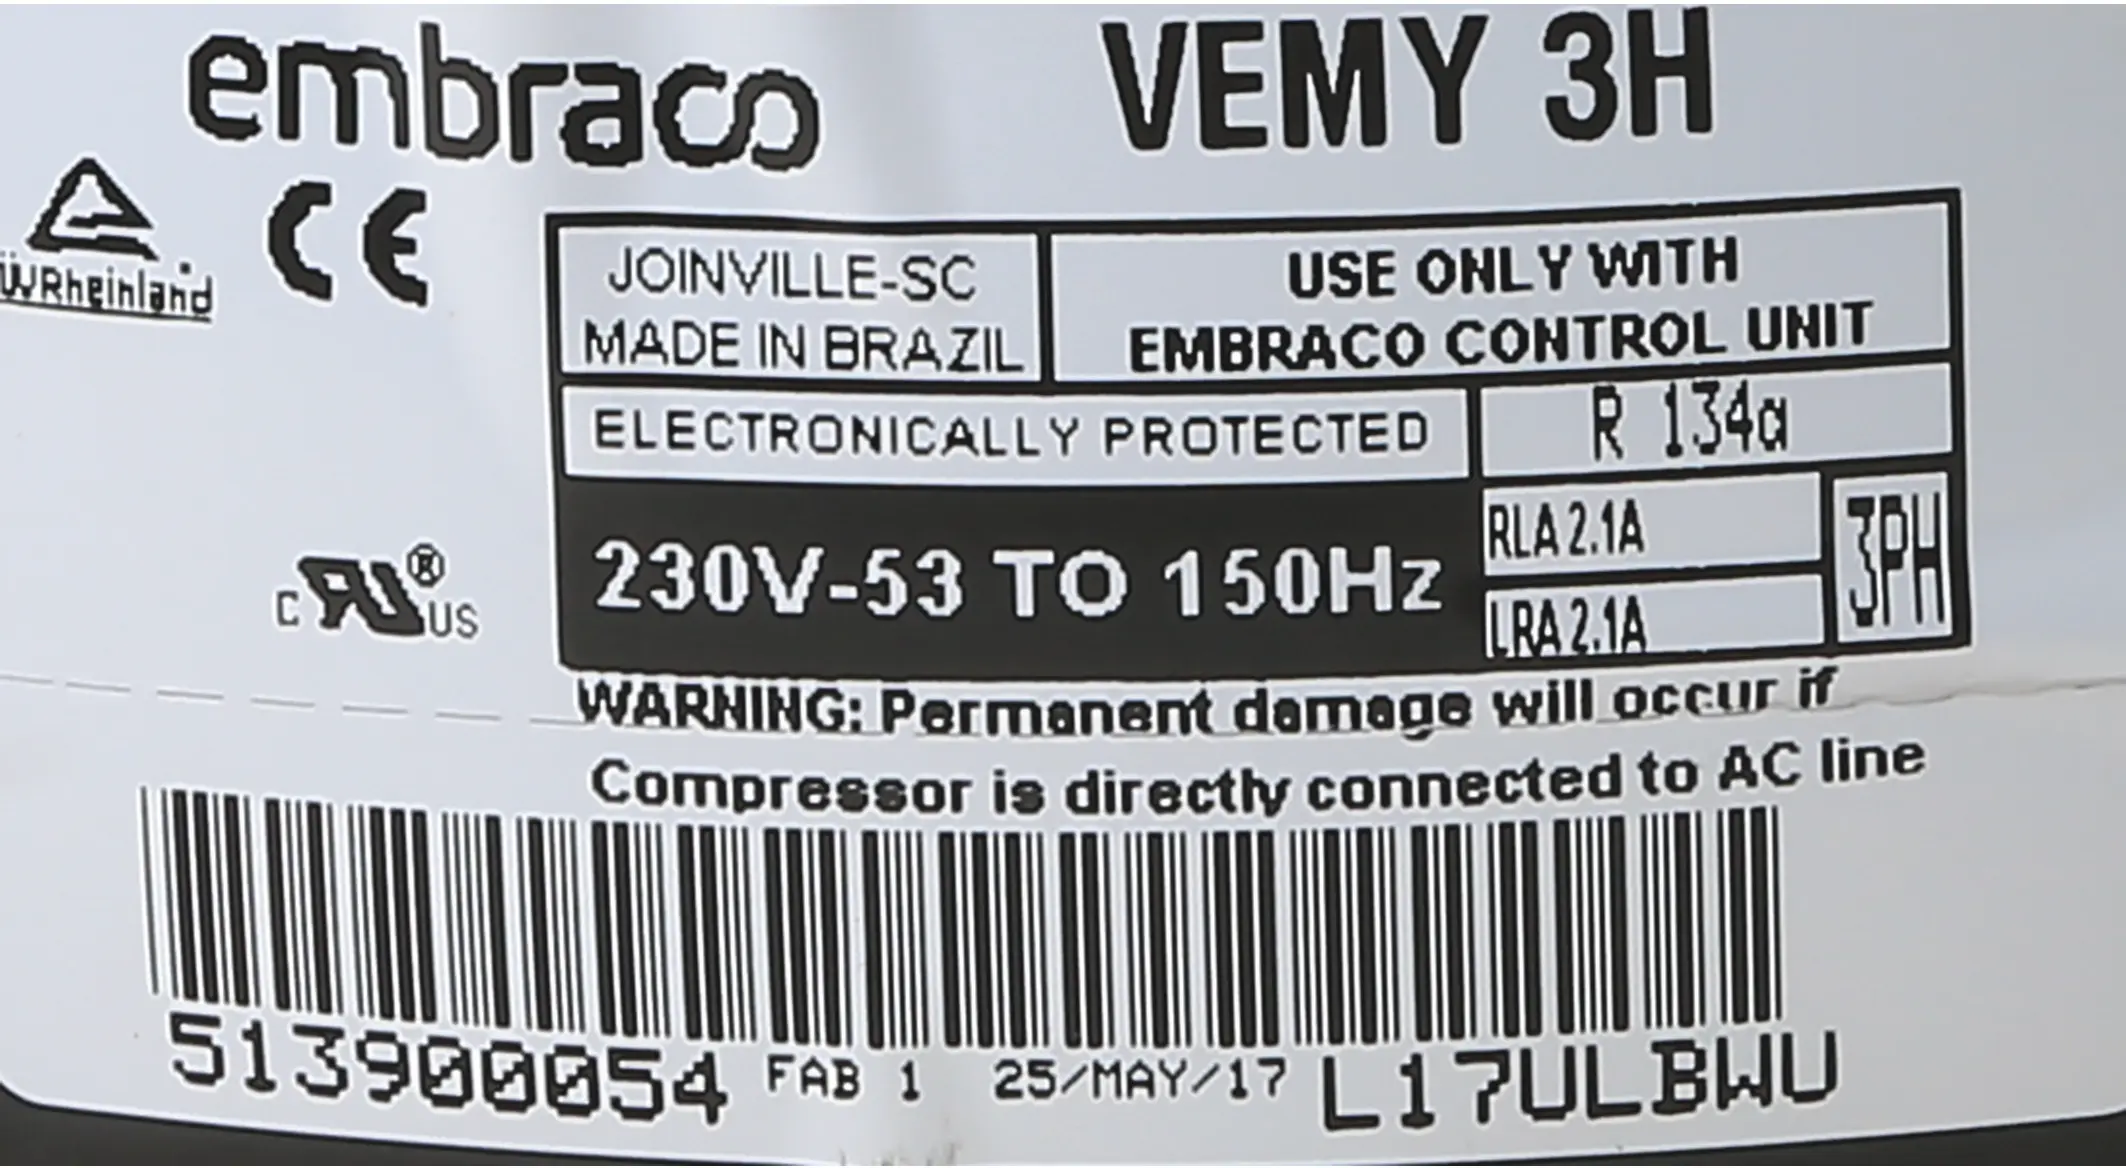 embraco
VEMY 3H
ÜVRheinland
CE
JOINVILLE-SC
MADE IN BRAZIL
USE ONLY WITH
EMBRACO CONTROL UNIT
ELECTRONICALLY PROTECTED
R 134a
230V-53 TO 150Hz
RLA 2.1A
LRA 2.1A
3PH
C RU® US
WARNING: Permanent damage will occur if
Compressor is directly connected to AC line
513900054 FAB 1 25/MAY/17 L17ULBWU